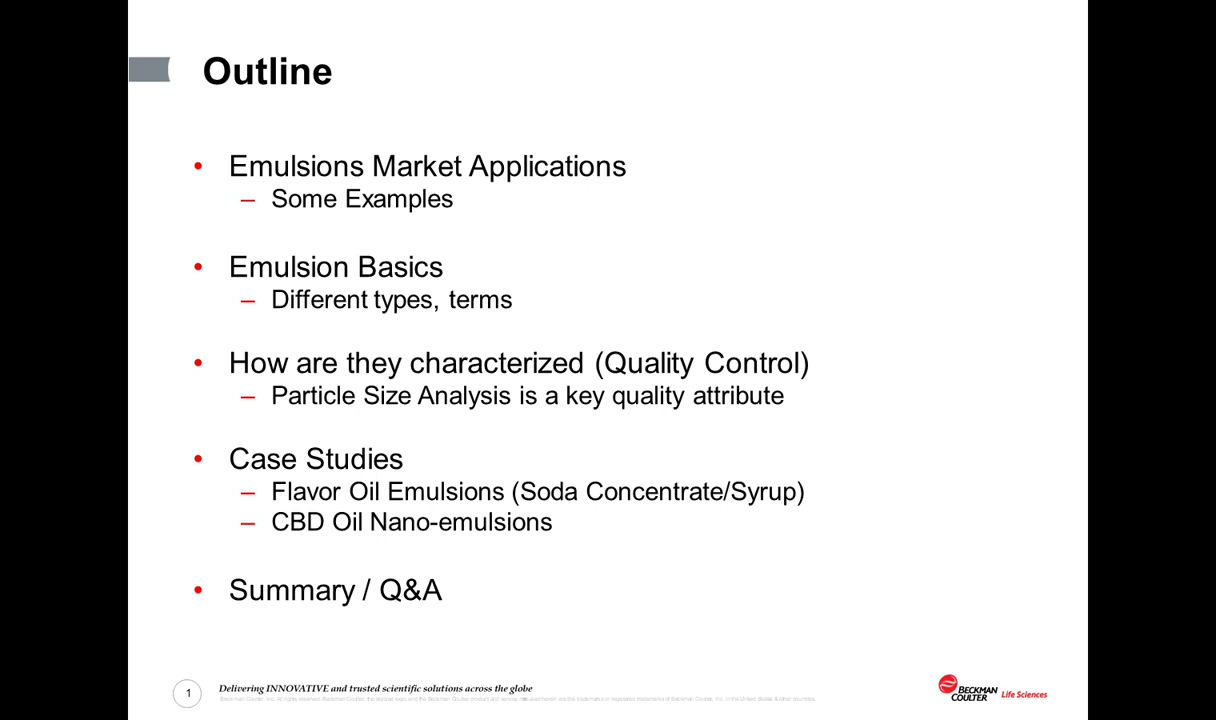 Outline
• Emulsions Market Applications
– Some Examples
• Emulsion Basics
– Different types, terms
• How are they characterized (Quality Control)
– Particle Size Analysis is a key quality attribute
• Case Studies
– Flavor Oil Emulsions (Soda Concentrate/Syrup)
– CBD Oil Nano-emulsions
• Summary / Q&A
1
Delivering INNOVATIVE and trusted scientific solutions across the globe
BECKMAN
COULTER Life Sciences